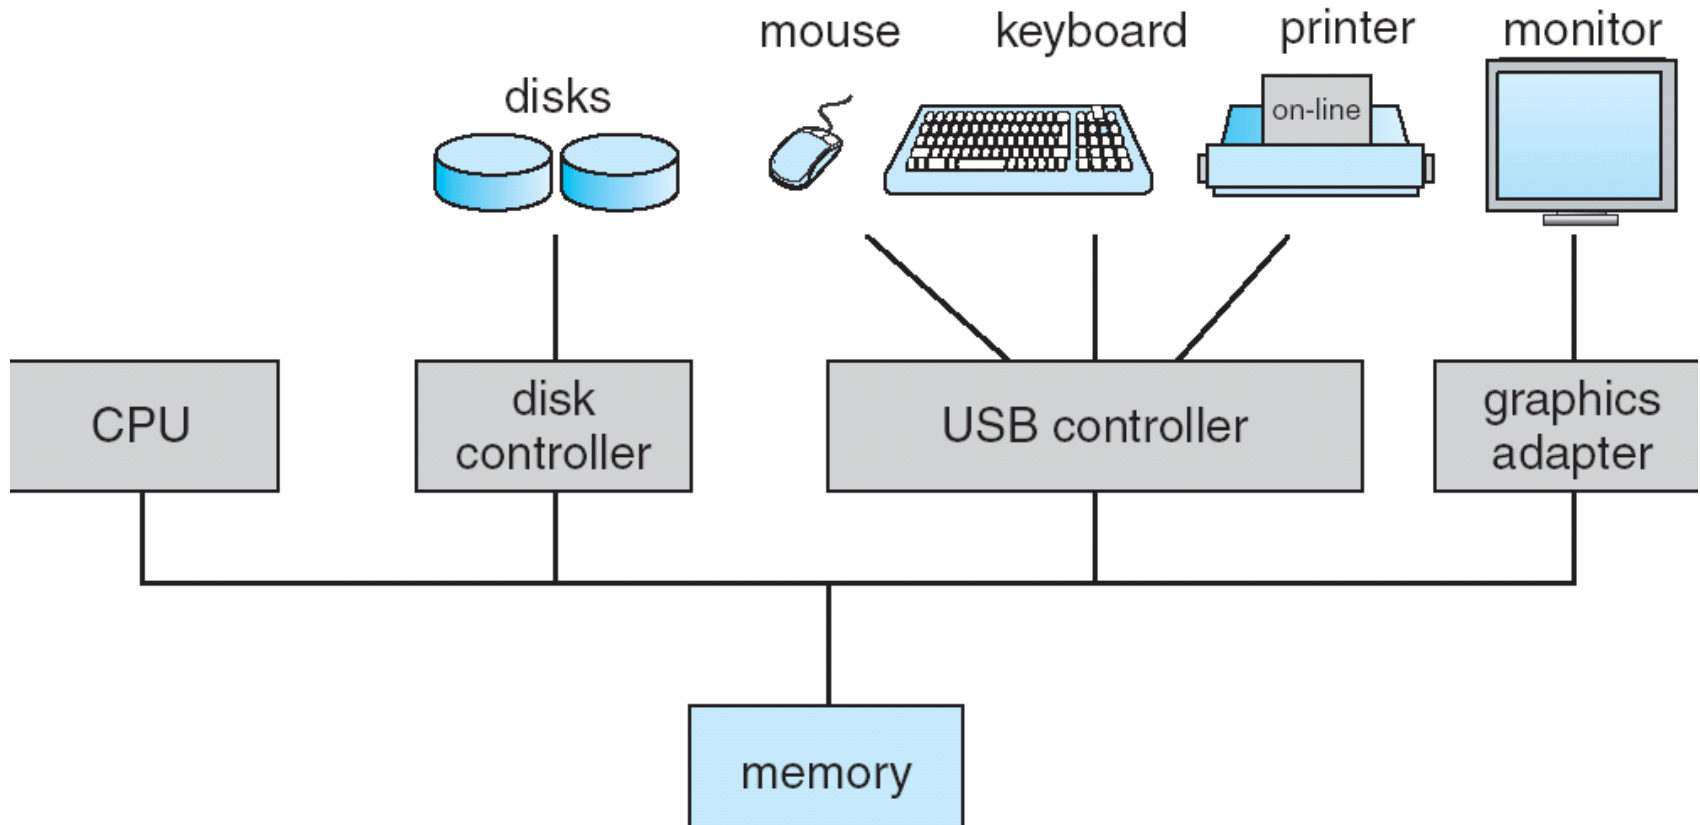 mouse
keyboard
printer
monitor
disks
on-line
CPU
disk
controller
USB controller
graphics
adapter
memory